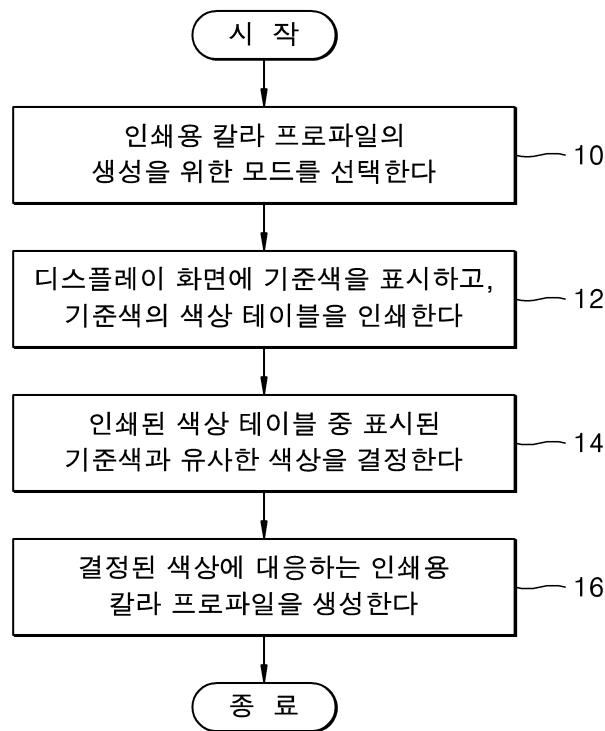 시 작
인쇄용 칼라 프로파일의
생성을 위한 모드를 선택한다
10
디스플레이 화면에 기준색을 표시하고,
기준색의 색상 테이블을 인쇄한다
12
인쇄된 색상 테이블 중 표시된
기준색과 유사한 색상을 결정한다
14
결정된 색상에 대응하는 인쇄용
칼라 프로파일을 생성한다
16
종 료